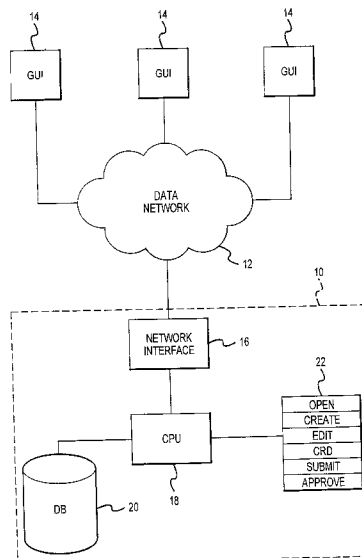 14
14
14
GUI
GUI
GUI
DATA
NETWORK
12
10
NETWORK
INTERFACE
16
22
OPEN
CREATE
EDIT
CRD
SUBMIT
APPROVE
CPU
18
DB
20